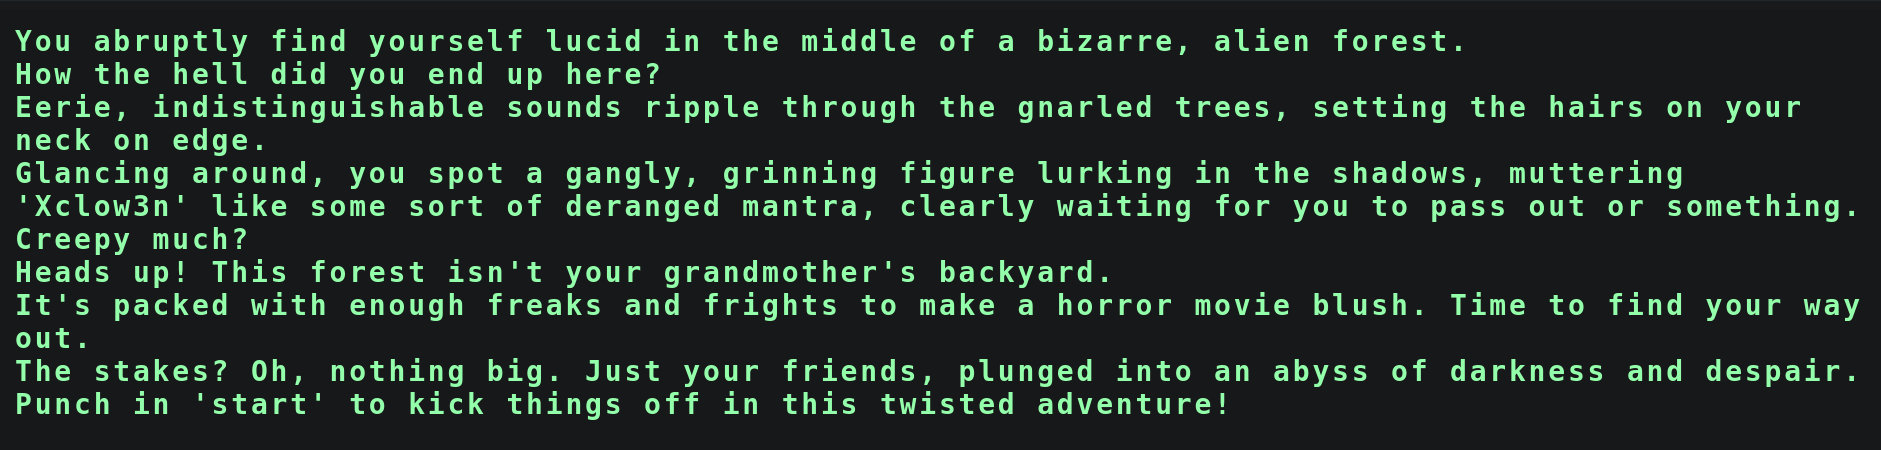 You abruptly find yourself lucid in the middle of a bizarre, alien forest.
How the hell did you end up here?
Eerie, indistinguishable sounds ripple through the gnarled trees, setting the hairs on your
neck on edge.
Glancing around, you spot a gangly, grinning figure lurking in the shadows, muttering
'Xclow3n' like some sort of deranged mantra, clearly waiting for you to pass out or something.
Creepy much?
Heads up! This forest isn't your grandmother's backyard.
It's packed with enough freaks and frights to make a horror movie blush. Time to find your way
out.
The stakes? Oh, nothing big. Just your friends, plunged into an abyss of darkness and despair.
Punch in 'start' to kick things off in this twisted adventure!